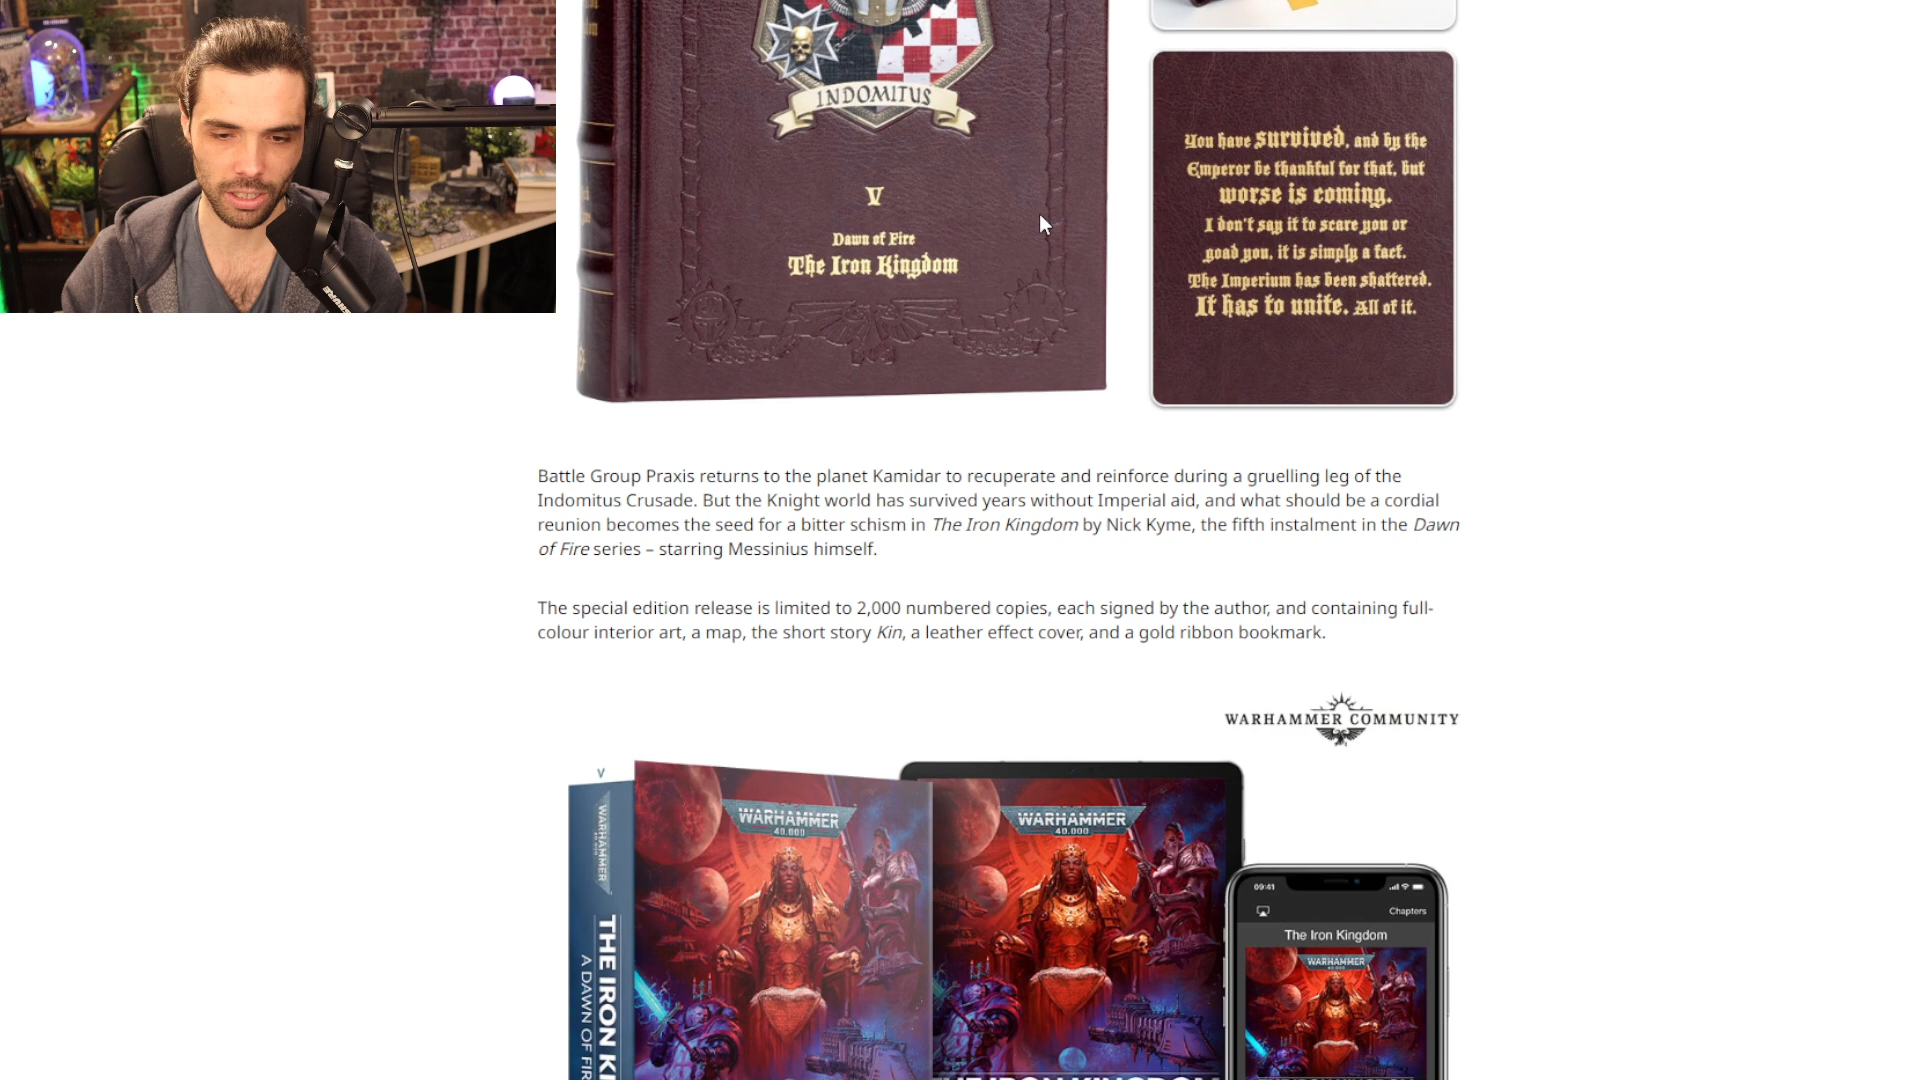 INDOMITUS
V
Dawn of Fire
The Iron Kingdom
You have survived, and by the
Emperor be thankful for that, but
worse is coming.
I don't say it to scare you or
goad you, it is simply a fact.
The Imperium has been shattered.
It has to unite. All of it.
SHURE
Battle Group Praxis returns to the planet Kamidar to recuperate and reinforce during a gruelling leg of the
Indomitus Crusade. But the Knight world has survived years without Imperial aid, and what should be a cordial
reunion becomes the seed for a bitter schism in The Iron Kingdom by Nick Kyme, the fifth instalment in the Dawn
of Fire series – starring Messinius himself.
The special edition release is limited to 2,000 numbered copies, each signed by the author, and containing full-
colour interior art, a map, the short story Kin, a leather effect cover, and a gold ribbon bookmark.
WARHAMMER COMMUNITY
V
WARHAMMER
THE IRON KI
A DAWN OF FIR
WARHAMMER
40,000
WARHAMMER
40,000
THE IRON KINGDOM
09:41
Chapters
The Iron Kingdom
WARHAMMER
40,000